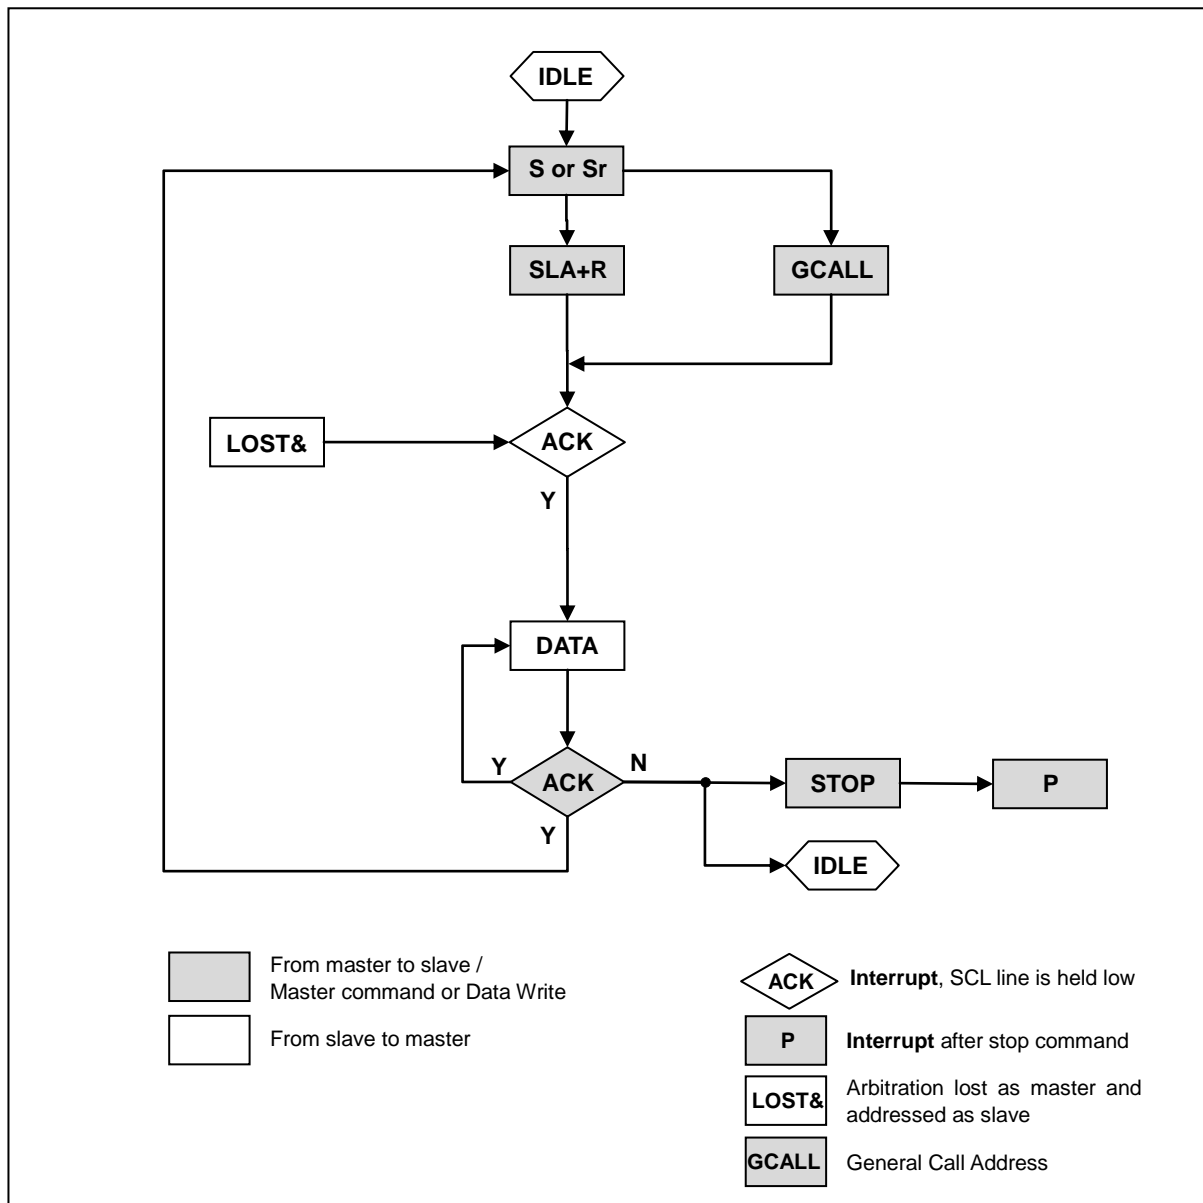 IDLE
S or Sr
SLA+R
GCALL
LOST&
ACK
Y
DATA
Y
ACK
N
STOP
P
Y
IDLE
From master to slave /
Master command or Data Write
From slave to master
ACK
Interrupt, SCL line is held low
P
Interrupt after stop command
LOST&
Arbitration lost as master and
addressed as slave
GCALL
General Call Address